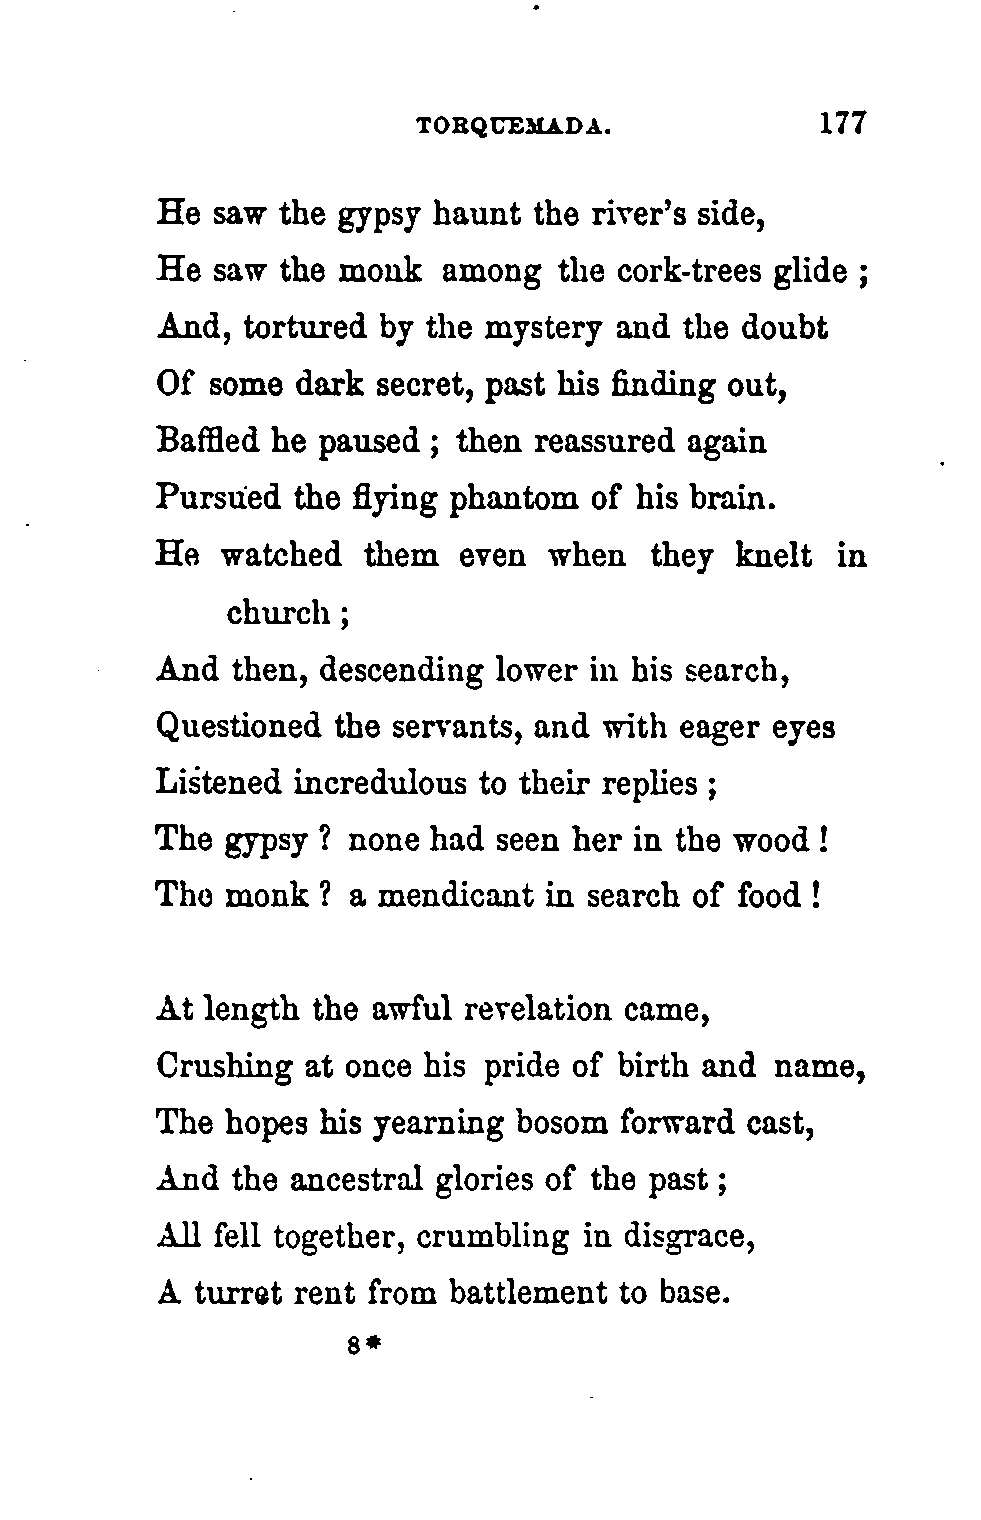 TORQUEMADA. 177
He saw the gypsy haunt the river's side,
He saw the monk among the cork-trees glide ;
And, tortured by the mystery and the doubt
Of some dark secret, past his finding out,
Baffled he paused ; then reassured again
Pursued the flying phantom of his brain.
He watched them even when they knelt in
church ;
And then, descending lower in his search,
Questioned the servants, and with eager eyes
Listened incredulous to their replies ;
The gypsy ? none had seen her in the wood !
The monk ? a mendicant in search of food !
At length the awful revelation came,
Crushing at once his pride of birth and name,
The hopes his yearning bosom forward cast,
And the ancestral glories of the past ;
All fell together, crumbling in disgrace,
A turret rent from battlement to base.
8*